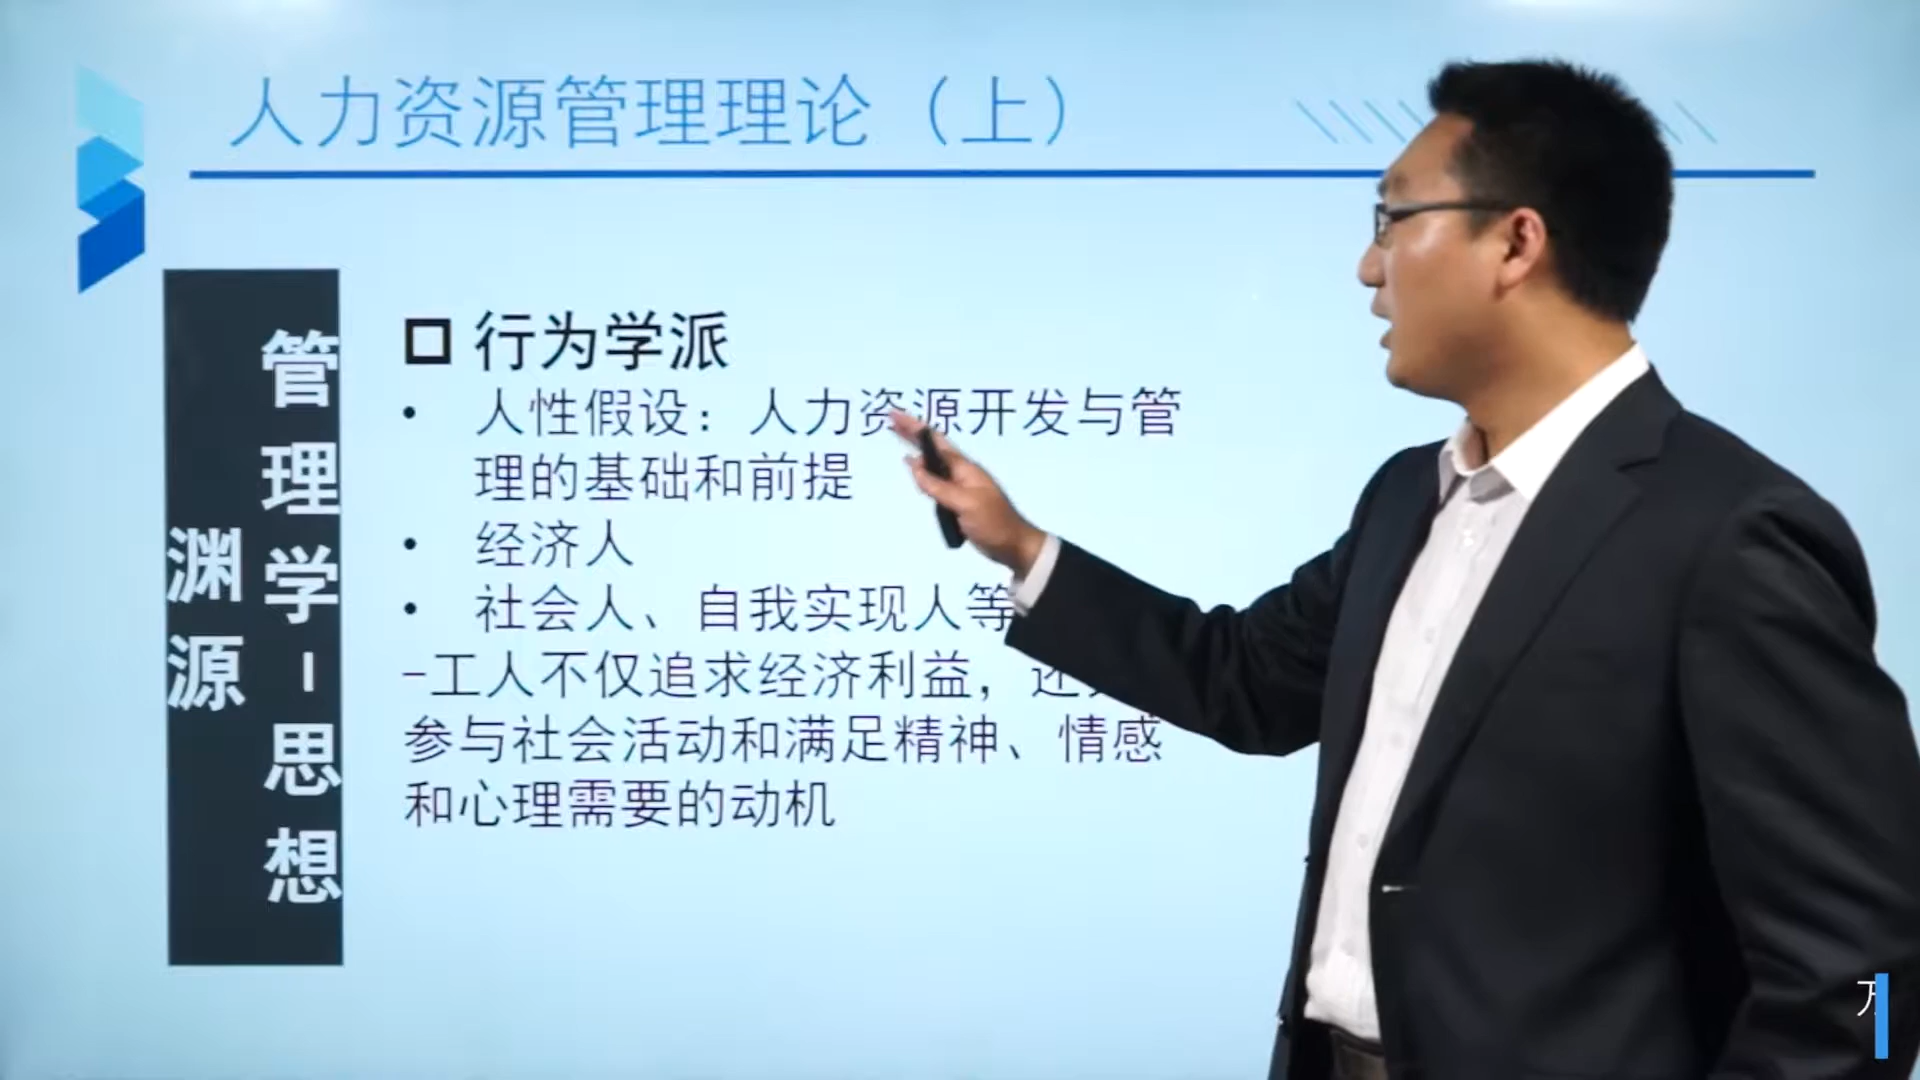 人力资源管理理论（上）
管理学-思想
渊源
行为学派
• 人性假设：人力资源开发与管
理的基础和前提
• 经济人
• 社会人、自我实现人等
-工人不仅追求经济利益，还
参与社会活动和满足精神、情感
和心理需要的动机